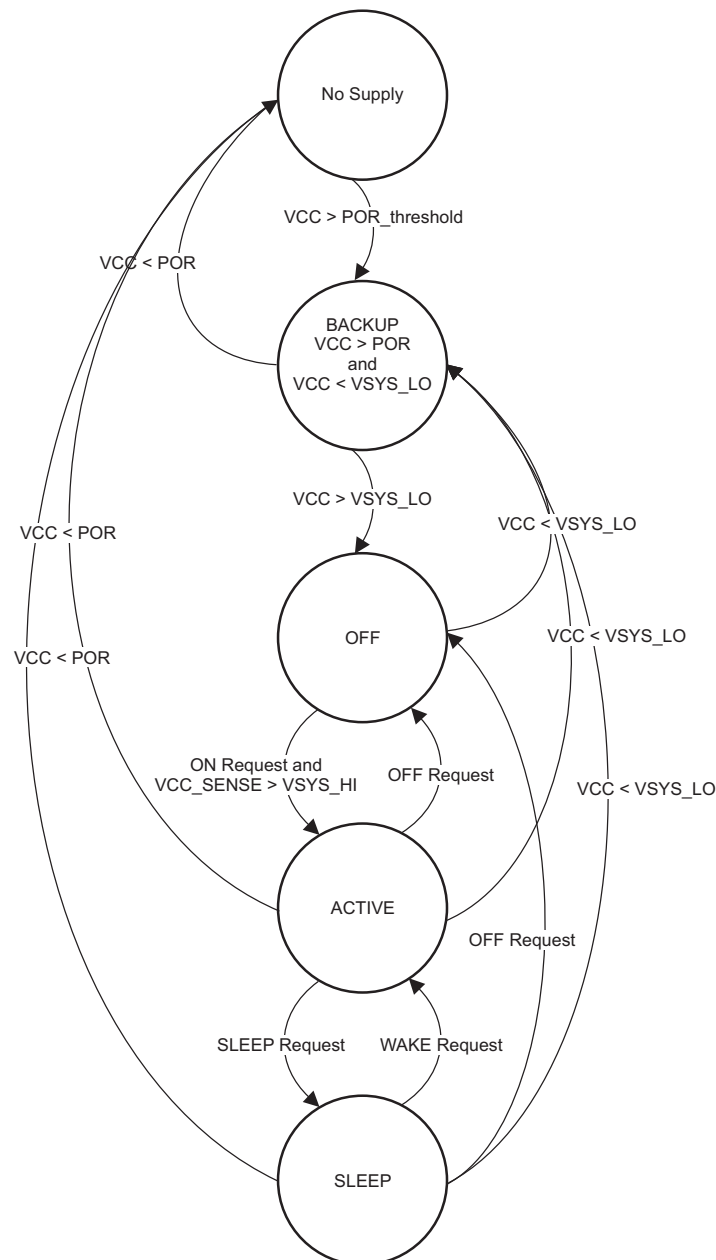 No Supply
VCC > POR_threshold
VCC < POR
BACKUP
VCC > POR
and
VCC < VSYS_LO
VCC > VSYS_LO
VCC < VSYS_LO
VCC < POR
OFF
VCC < VSYS_LO
VCC < POR
ON Request and
VCC_SENSE > VSYS_HI
OFF Request
VCC < VSYS_LO
ACTIVE
OFF Request
SLEEP Request
WAKE Request
SLEEP